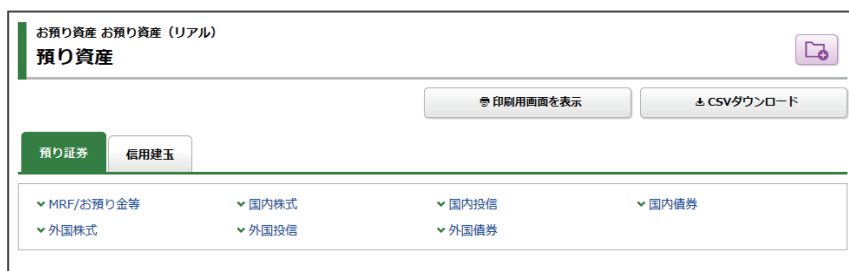 お預り資産 お預り資産（リアル）
預り資産
印刷用画面を表示 CSVダウンロード
預り証券 信用建玉
MRF/お預り金等 国内株式 国内投信 国内債券
外国株式 外国投信 外国債券